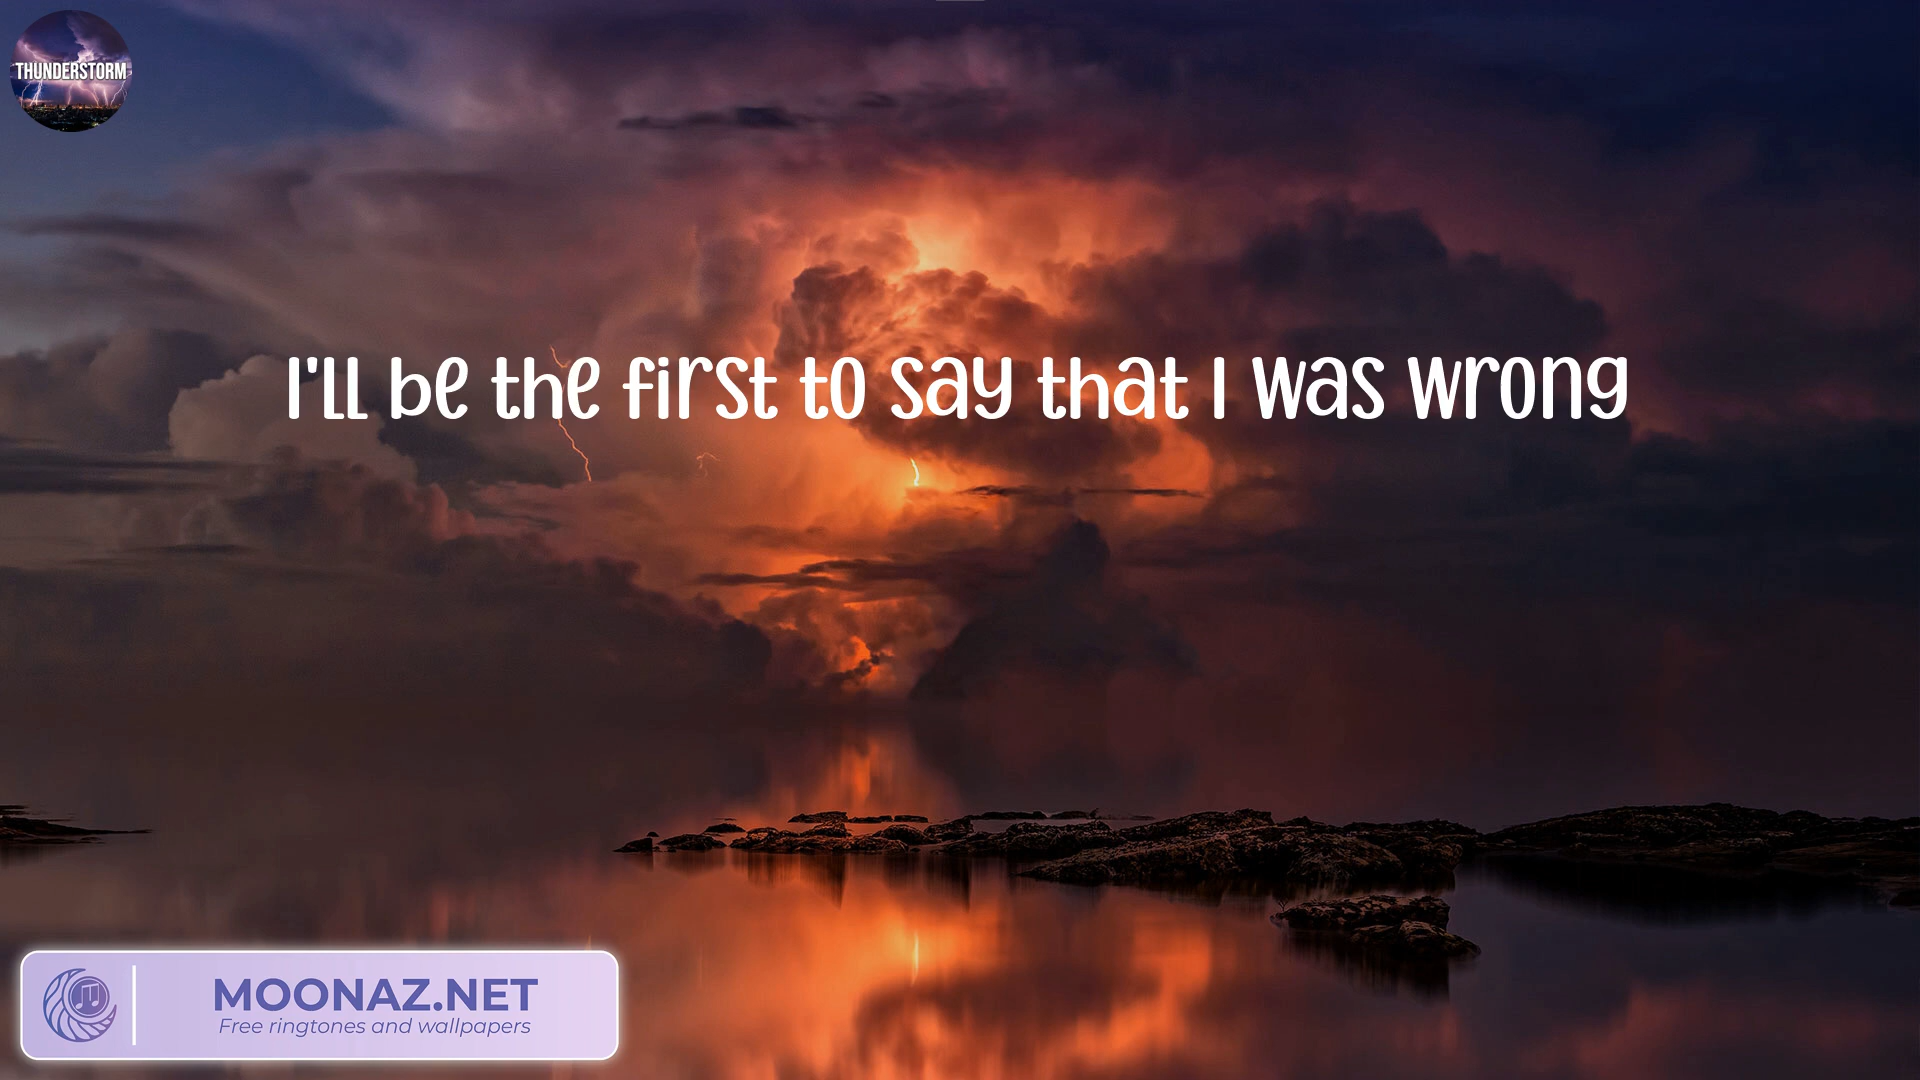 THUNDERSTORM
I'LL be the first to say that I was wrong
MOONAZ.NET
Free ringtones and wallpapers